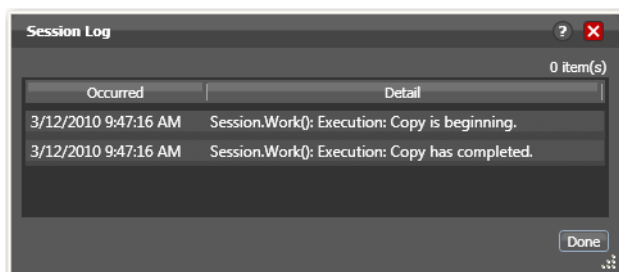 Session Log ?
0 item(s)
Occurred Detail
3/12/2010 9:47:16 AM Session.Work(): Execution: Copy is beginning.
3/12/2010 9:47:16 AM Session.Work(): Execution: Copy has completed.
Done